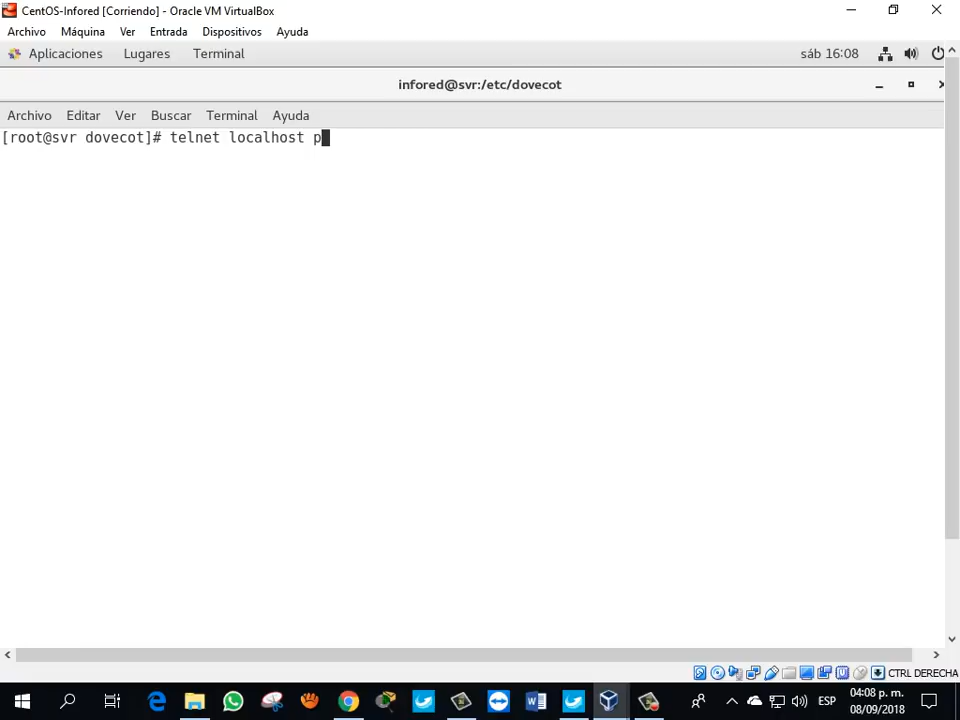 CentOS-Infored [Corriendo] - Oracle VM VirtualBox
Archivo Máquina Ver Entrada Dispositivos Ayuda
Aplicaciones Lugares Terminal sáb 16:08
infored@svr:/etc/dovecot
Archivo Editar Ver Buscar Terminal Ayuda
[root@svr dovecot]# telnet localhost p
CTRL DERECHA
ESP
04:08 p. m.
08/09/2018